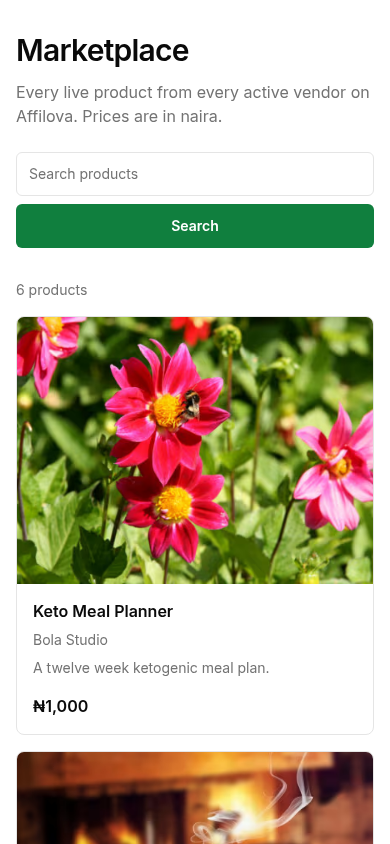 Marketplace
Every live product from every active vendor on
Affilova. Prices are in naira.
Search products
Search
6 products
Keto Meal Planner
Bola Studio
A twelve week ketogenic meal plan.
₦1,000